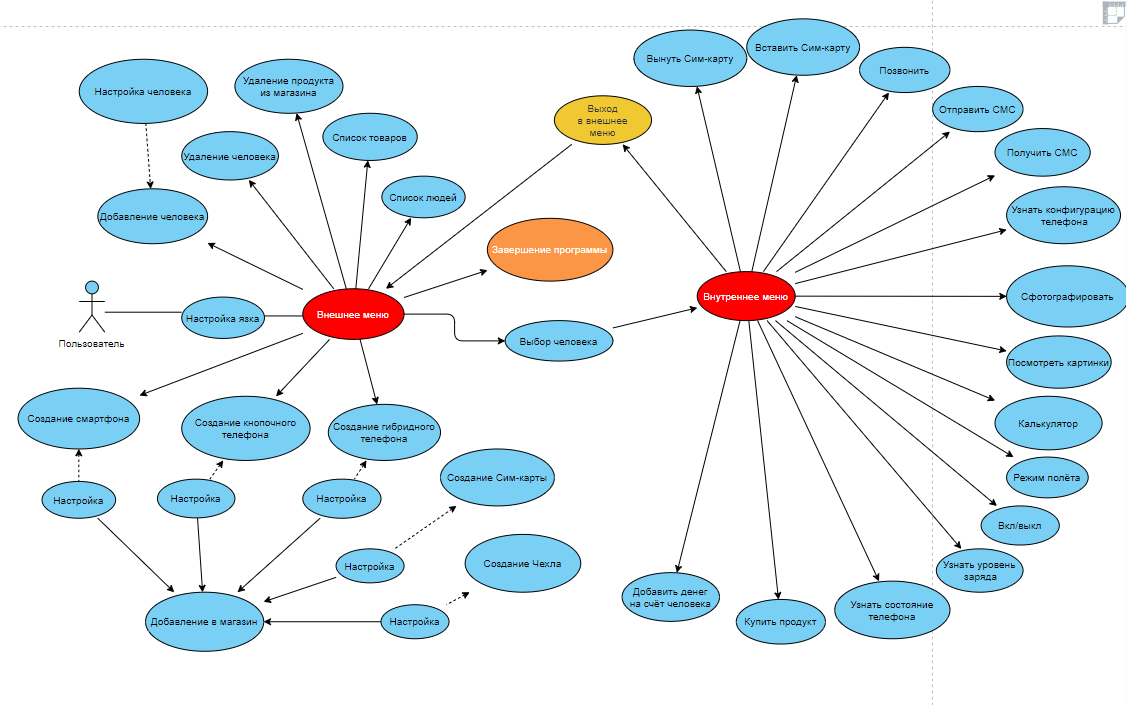 Вынуть Сим-карту
Вставить Сим-карту
Позвонить
Отправить СМС
Получить СМС
Узнать конфигурацию
телефона
Сфотографировать
Посмотреть картинки
Калькулятор
Режим полёта
Вкл/выкл
Узнать уровень
заряда
Узнать состояние
телефона
Купить продукт
Добавить денег
на счёт человека
Внутреннее меню
Выход
в внешнее
меню
Настройка человека
Удаление продукта
из магазина
Список товаров
Удаление человека
Список людей
Добавление человека
Завершение программы
Внешнее меню
Настройка язка
Пользователь
Выбор человека
Создание смартфона
Создание кнопочного
телефона
Создание гибридного
телефона
Создание Сим-карты
Настройка
Настройка
Настройка
Настройка
Создание Чехла
Настройка
Добавление в магазин